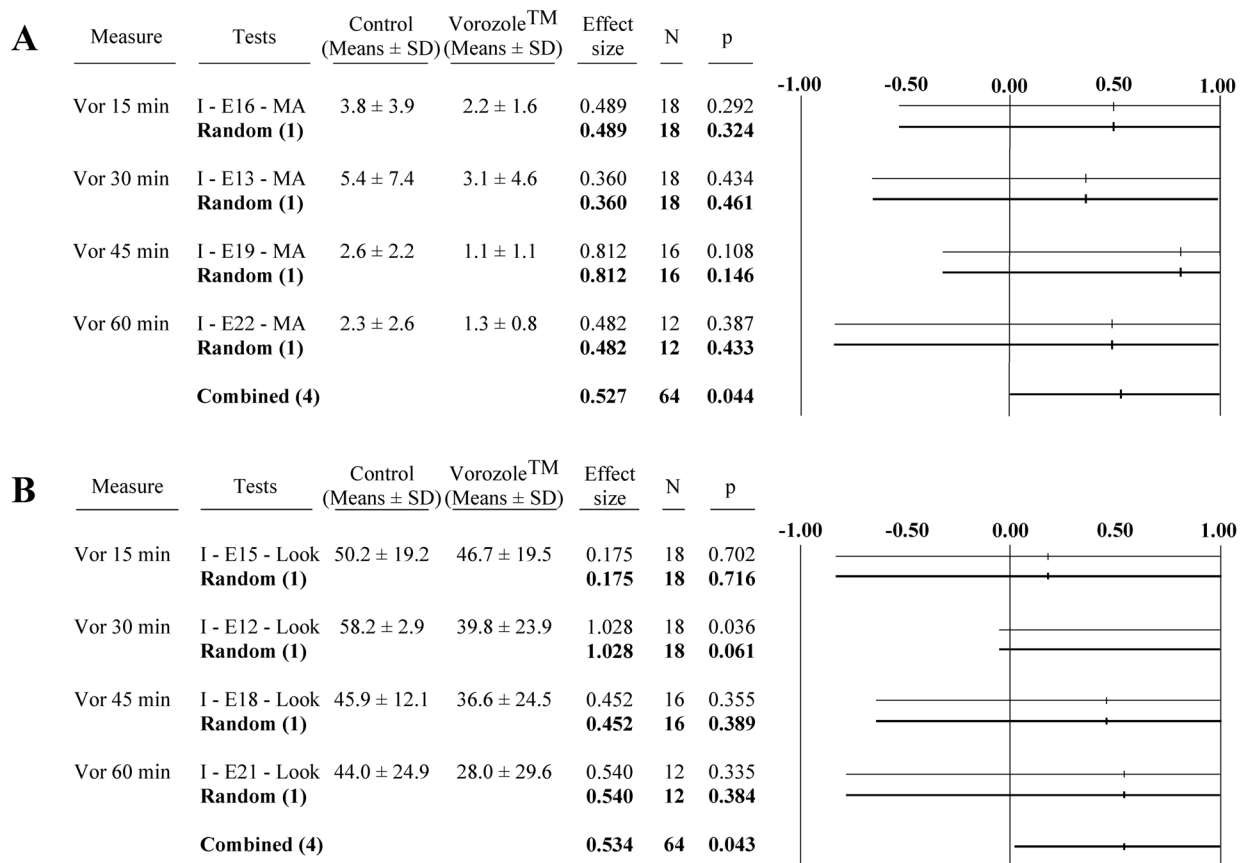 A
Measure Tests Control (Means ± SD) Vorozole™ (Means ± SD) Effect size N p
-1.00 -0.50 0.00 0.50 1.00
Vor 15 min I - E16 - MA 3.8 ± 3.9 2.2 ± 1.6 0.489 18 0.292
Random (1) 0.489 18 0.324
Vor 30 min I - E13 - MA 5.4 ± 7.4 3.1 ± 4.6 0.360 18 0.434
Random (1) 0.360 18 0.461
Vor 45 min I - E19 - MA 2.6 ± 2.2 1.1 ± 1.1 0.812 16 0.108
Random (1) 0.812 16 0.146
Vor 60 min I - E22 - MA 2.3 ± 2.6 1.3 ± 0.8 0.482 12 0.387
Random (1) 0.482 12 0.433
Combined (4) 0.527 64 0.044
B
Measure Tests Control (Means ± SD) Vorozole™ (Means ± SD) Effect size N p
-1.00 -0.50 0.00 0.50 1.00
Vor 15 min I - E15 - Look 50.2 ± 19.2 46.7 ± 19.5 0.175 18 0.702
Random (1) 0.175 18 0.716
Vor 30 min I - E12 - Look 58.2 ± 2.9 39.8 ± 23.9 1.028 18 0.036
Random (1) 1.028 18 0.061
Vor 45 min I - E18 - Look 45.9 ± 12.1 36.6 ± 24.5 0.452 16 0.355
Random (1) 0.452 16 0.389
Vor 60 min I - E21 - Look 44.0 ± 24.9 28.0 ± 29.6 0.540 12 0.335
Random (1) 0.540 12 0.384
Combined (4) 0.534 64 0.043